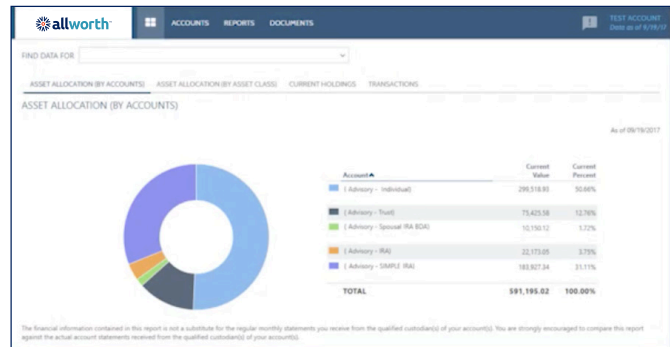 allworth
ACCOUNTS REPORTS DOCUMENTS
TEST ACCOUNT
Data as of
FIND DATA FOR
ASSET ALLOCATION (BY ACCOUNTS) ASSET ALLOCATION (BY ASSET CLASS) CURRENT HOLDINGS TRANSACTIONS
ASSET ALLOCATION (BY ACCOUNTS)
As of 09/19/2017
Account Current Value Current Percent
( Advisory - Individual) 299,518.93 50.66%
( Advisory - Trust) 75,425.58 12.76%
( Advisory - Spousal IRA BDA) 10,150.12 1.72%
( Advisory - IRA) 22,173.05 3.75%
( Advisory - SIMPLE IRA) 183,927.34 31.11%
TOTAL 591,195.02 100.00%
The financial information contained in this report is not a substitute for the regular monthly statements you receive from the qualified custodian(s) of your account(s). You are strongly encouraged to compare this report
against the actual account statements received from the qualified custodian(s) of your account(s).